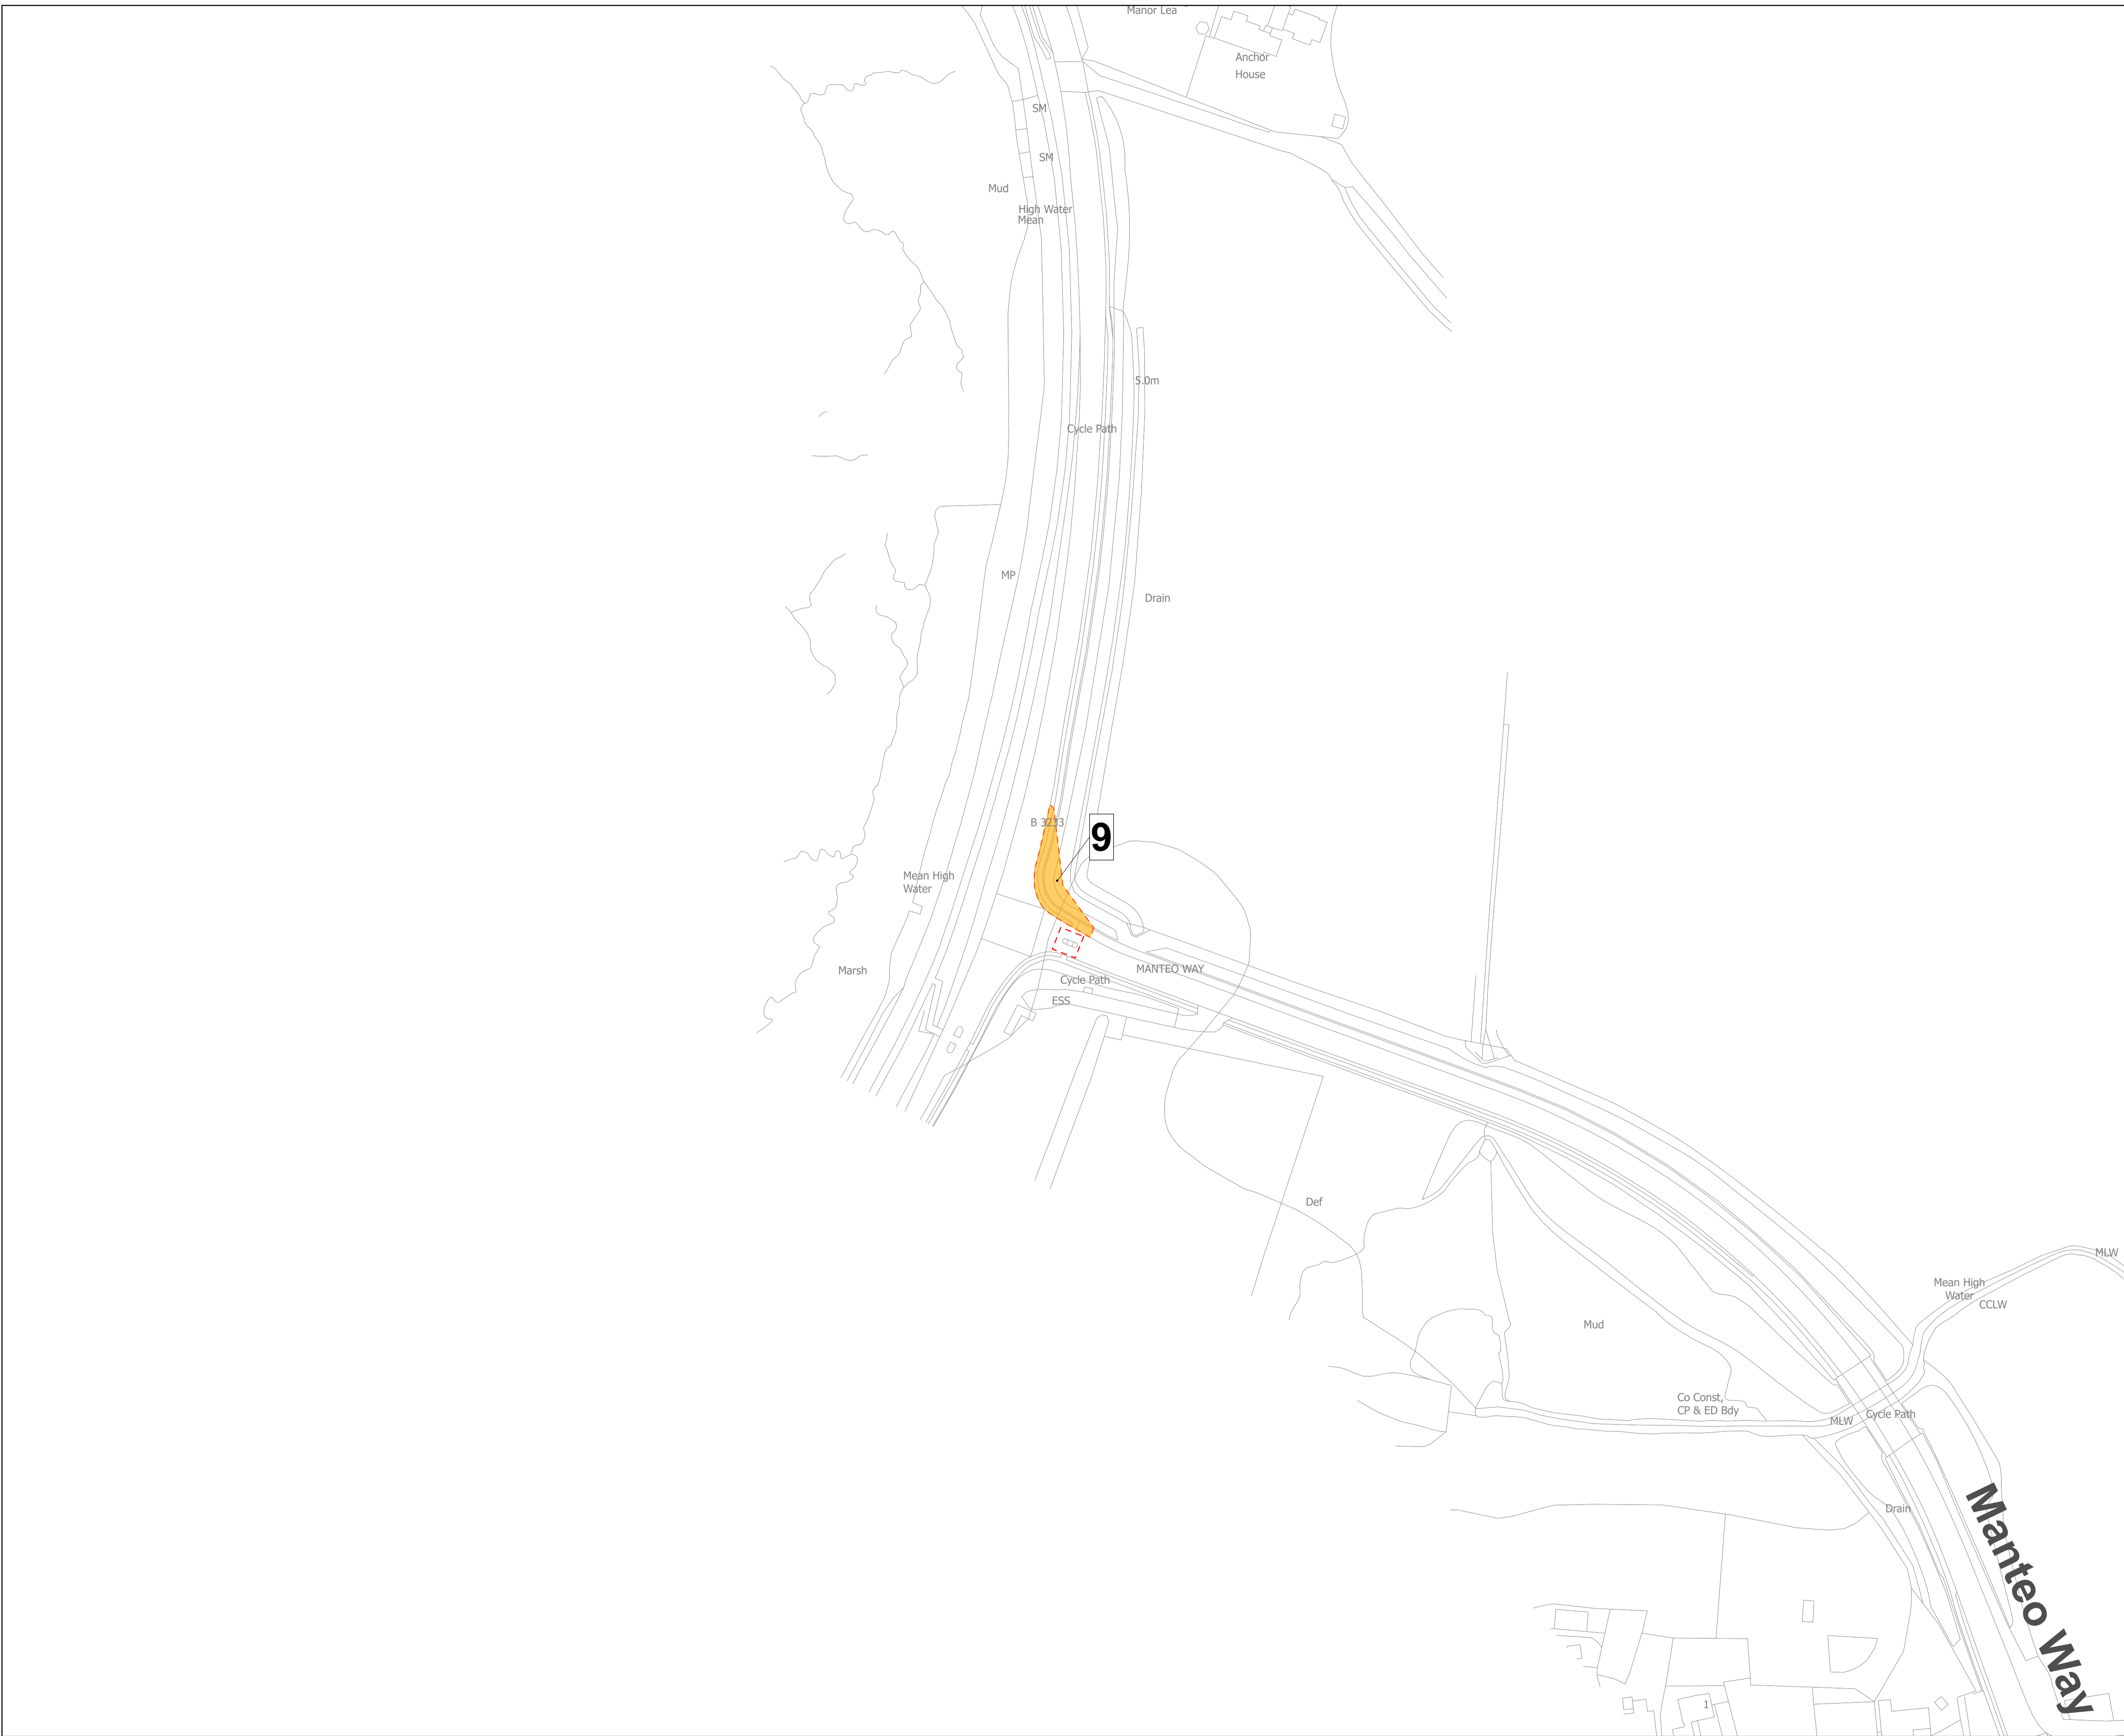 Manor Lea
Anchor
House
SM
SM
Mud
High Water
Mean
5.0m
Cycle Path
MP
Drain
B 3233
9
Mean High
Water
Marsh
MANTEO WAY
Cycle Path
ESS
Def
MLW
Mean High
Water
CCLW
Mud
Co Const,
CP & ED Bdy
MLW
Cycle Path
Drain
Manteo Way
1